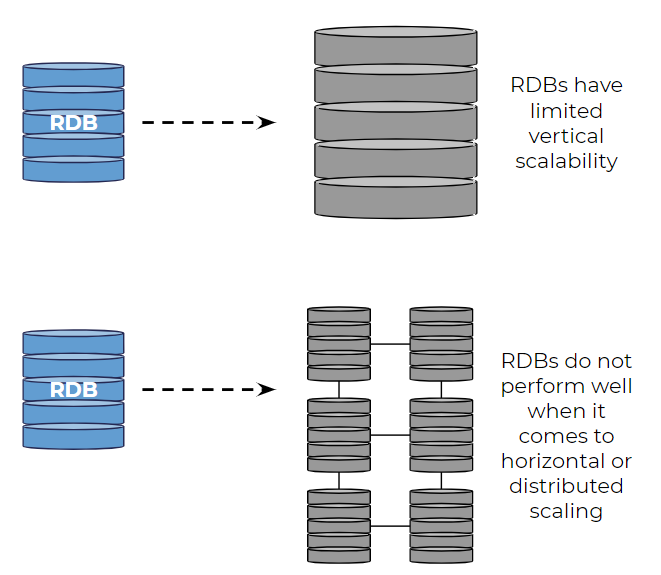 RDB
RDBs have
limited
vertical
scalability
RDB
RDBs do not
perform well
when it
comes to
horizontal or
distributed
scaling